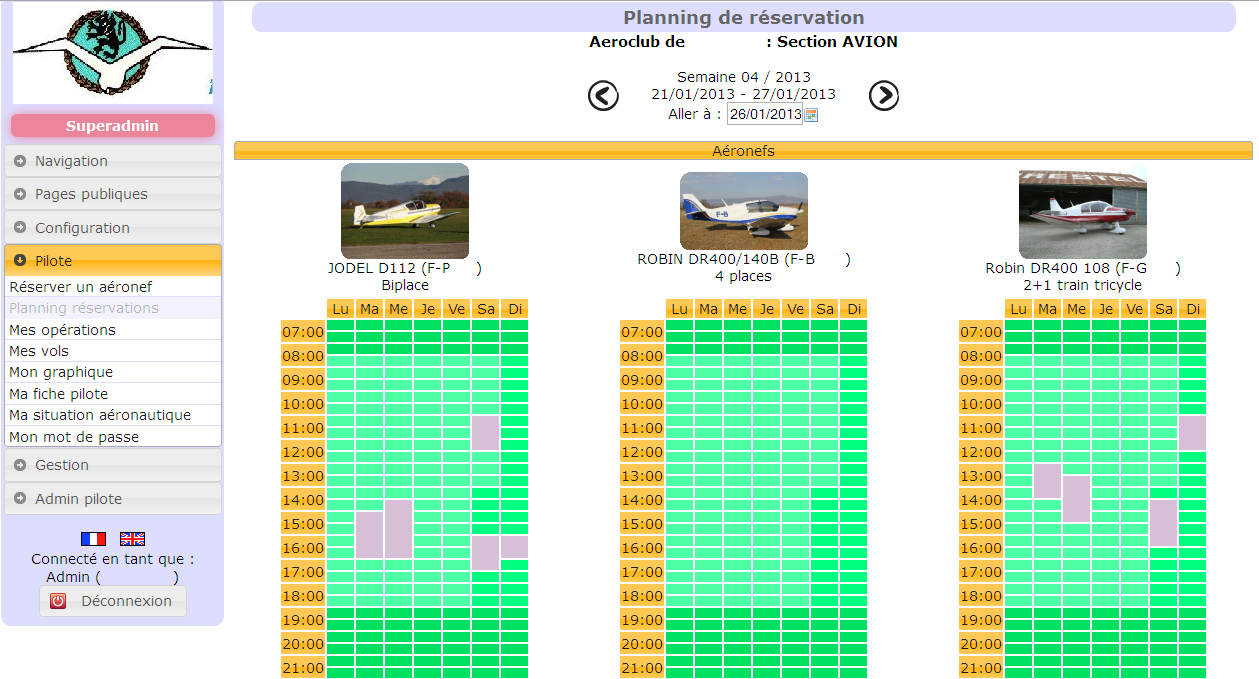 Superadmin
Navigation
Pages publiques
Configuration
Pilote
Réserver un aéronef
Planning réservations
Mes opérations
Mes vols
Mon graphique
Ma fiche pilote
Ma situation aéronautique
Mon mot de passe
Gestion
Admin pilote
Connecté en tant que :
Admin ( )
Déconnexion
Planning de réservation
Aeroclub de : Section AVION
Semaine 04 / 2013
21/01/2013 - 27/01/2013
Aller à : 26/01/2013
Aéronefs
JODEL D112 (F-P )
Biplace
Lu Ma Me Je Ve Sa Di
07:00
08:00
09:00
10:00
11:00
12:00
13:00
14:00
15:00
16:00
17:00
18:00
19:00
20:00
21:00
F-B
ROBIN DR400/140B (F-B )
4 places
Lu Ma Me Je Ve Sa Di
07:00
08:00
09:00
10:00
11:00
12:00
13:00
14:00
15:00
16:00
17:00
18:00
19:00
20:00
21:00
Robin DR400 108 (F-G )
2+1 train tricycle
Lu Ma Me Je Ve Sa Di
07:00
08:00
09:00
10:00
11:00
12:00
13:00
14:00
15:00
16:00
17:00
18:00
19:00
20:00
21:00